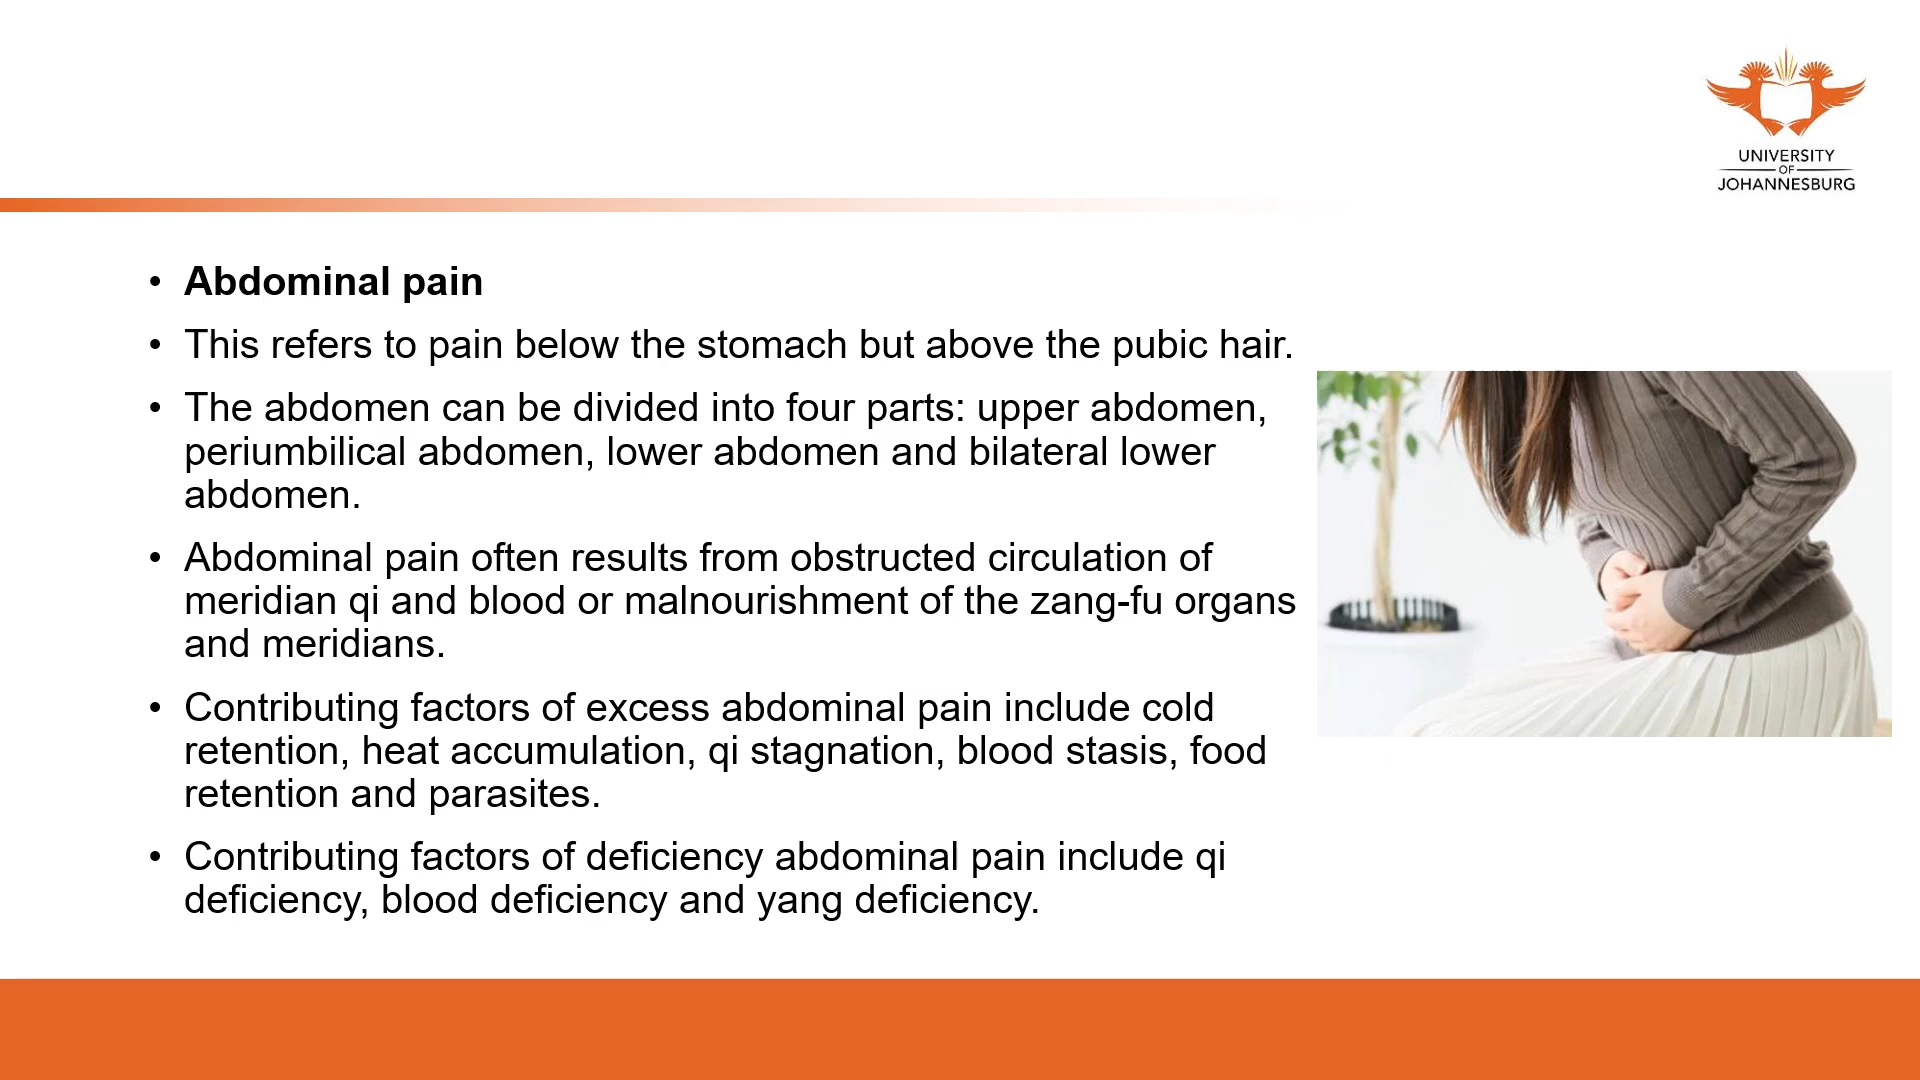 UNIVERSITY
OF
JOHANNESBURG
• Abdominal pain
• This refers to pain below the stomach but above the pubic hair.
• The abdomen can be divided into four parts: upper abdomen,
periumbilical abdomen, lower abdomen and bilateral lower
abdomen.
• Abdominal pain often results from obstructed circulation of
meridian qi and blood or malnourishment of the zang-fu organs
and meridians.
• Contributing factors of excess abdominal pain include cold
retention, heat accumulation, qi stagnation, blood stasis, food
retention and parasites.
• Contributing factors of deficiency abdominal pain include qi
deficiency, blood deficiency and yang deficiency.